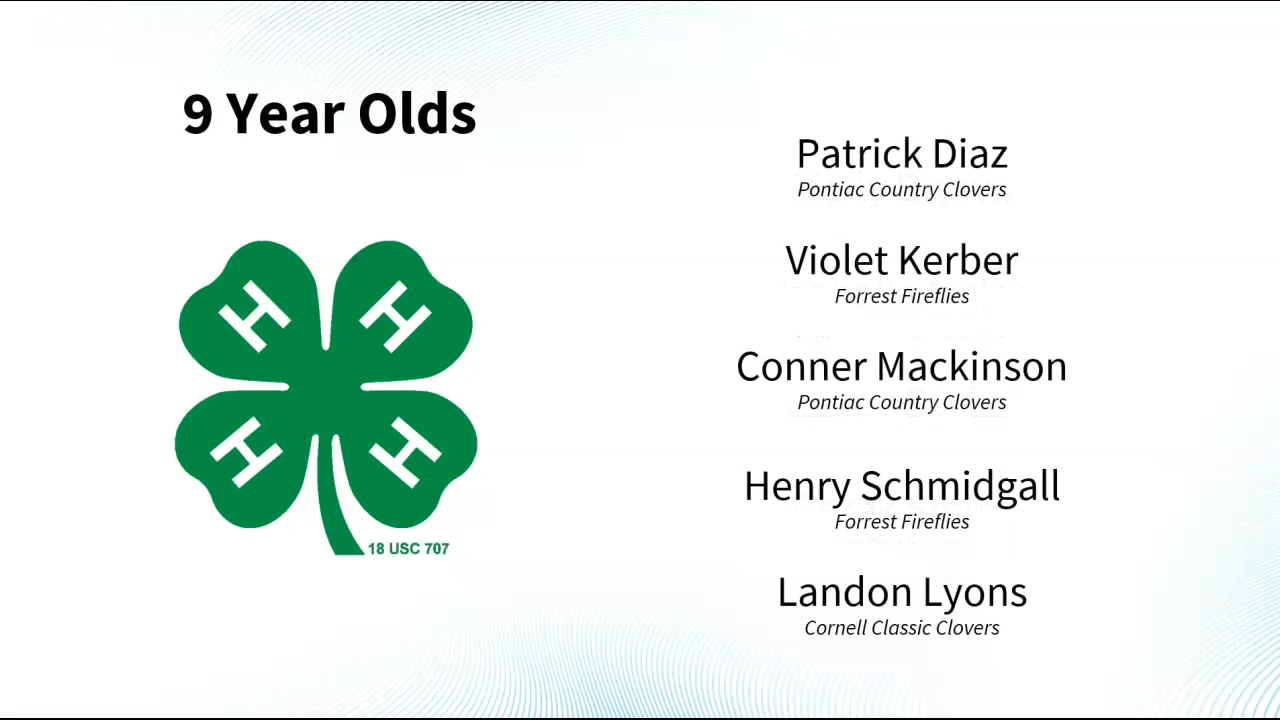 9 Year Olds
H H
H H
18 USC 707
Patrick Diaz
Pontiac Country Clovers
Violet Kerber
Forrest Fireflies
Conner Mackinson
Pontiac Country Clovers
Henry Schmidgall
Forrest Fireflies
Landon Lyons
Cornell Classic Clovers